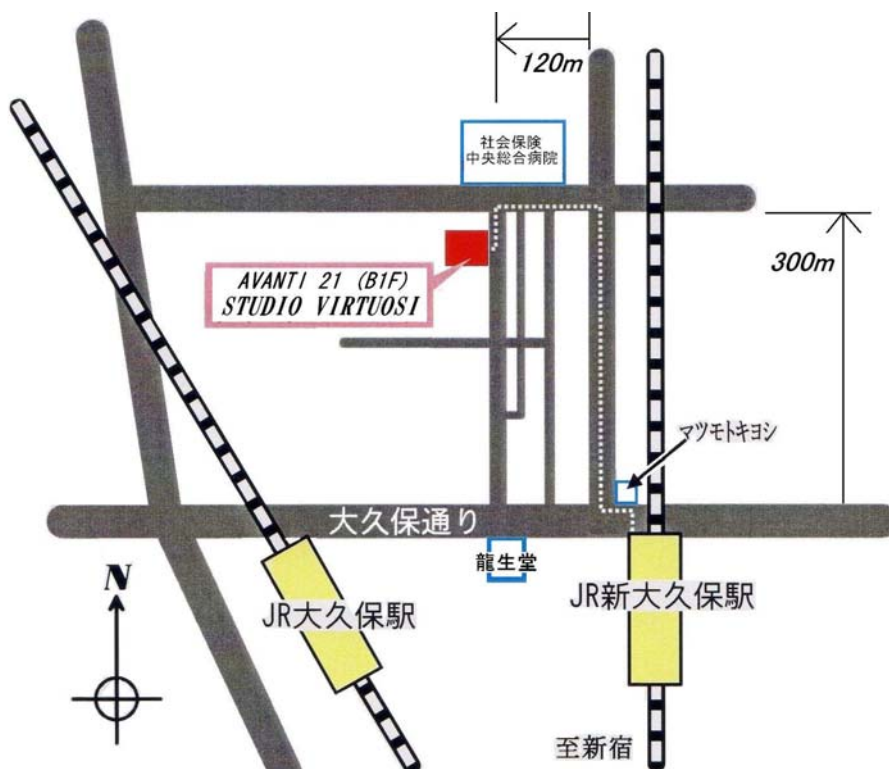 120m
社会保険
中央総合病院
AVANTI 21 (B1F)
STUDIO VIRTUOSI
300m
マツモトキヨシ
大久保通り
龍生堂
N
JR大久保駅
JR新大久保駅
至新宿